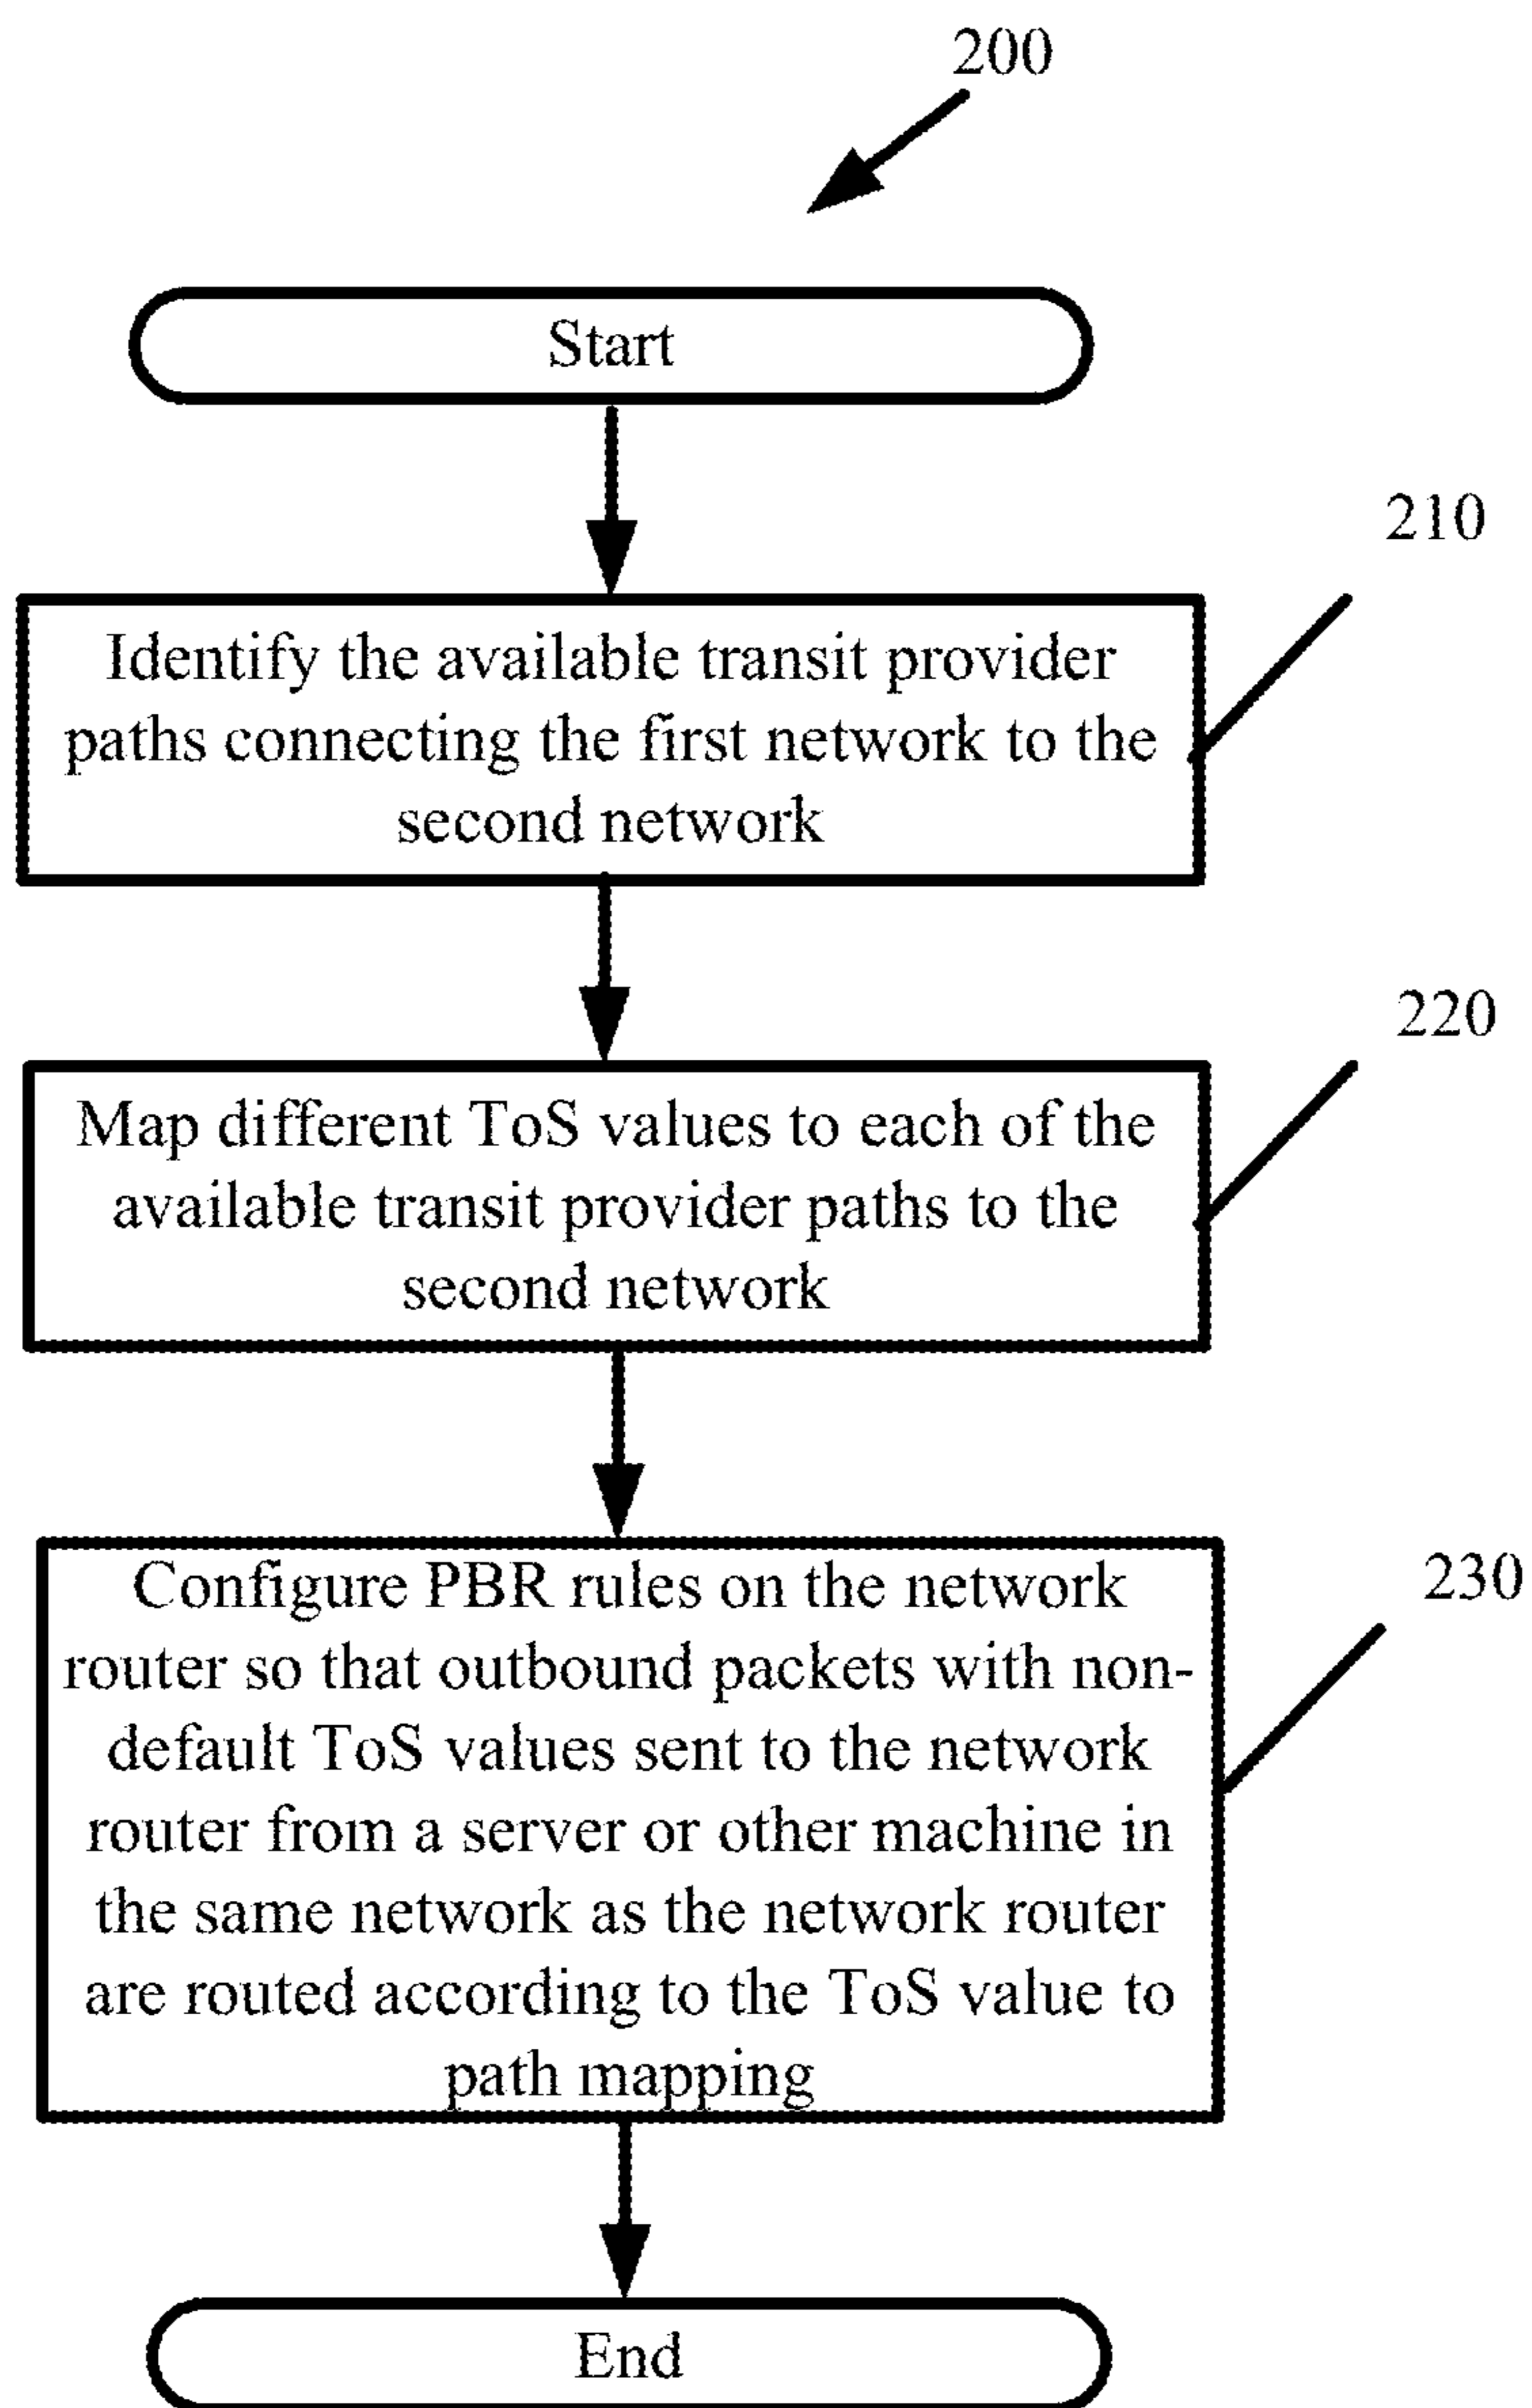 200
Start
210
Identify the available transit provider
paths connecting the first network to the
second network
220
Map different ToS values to each of the
available transit provider paths to the
second network
230
Configure PBR rules on the network
router so that outbound packets with non-
default ToS values sent to the network
router from a server or other machine in
the same network as the network router
are routed according to the ToS value to
path mapping
End